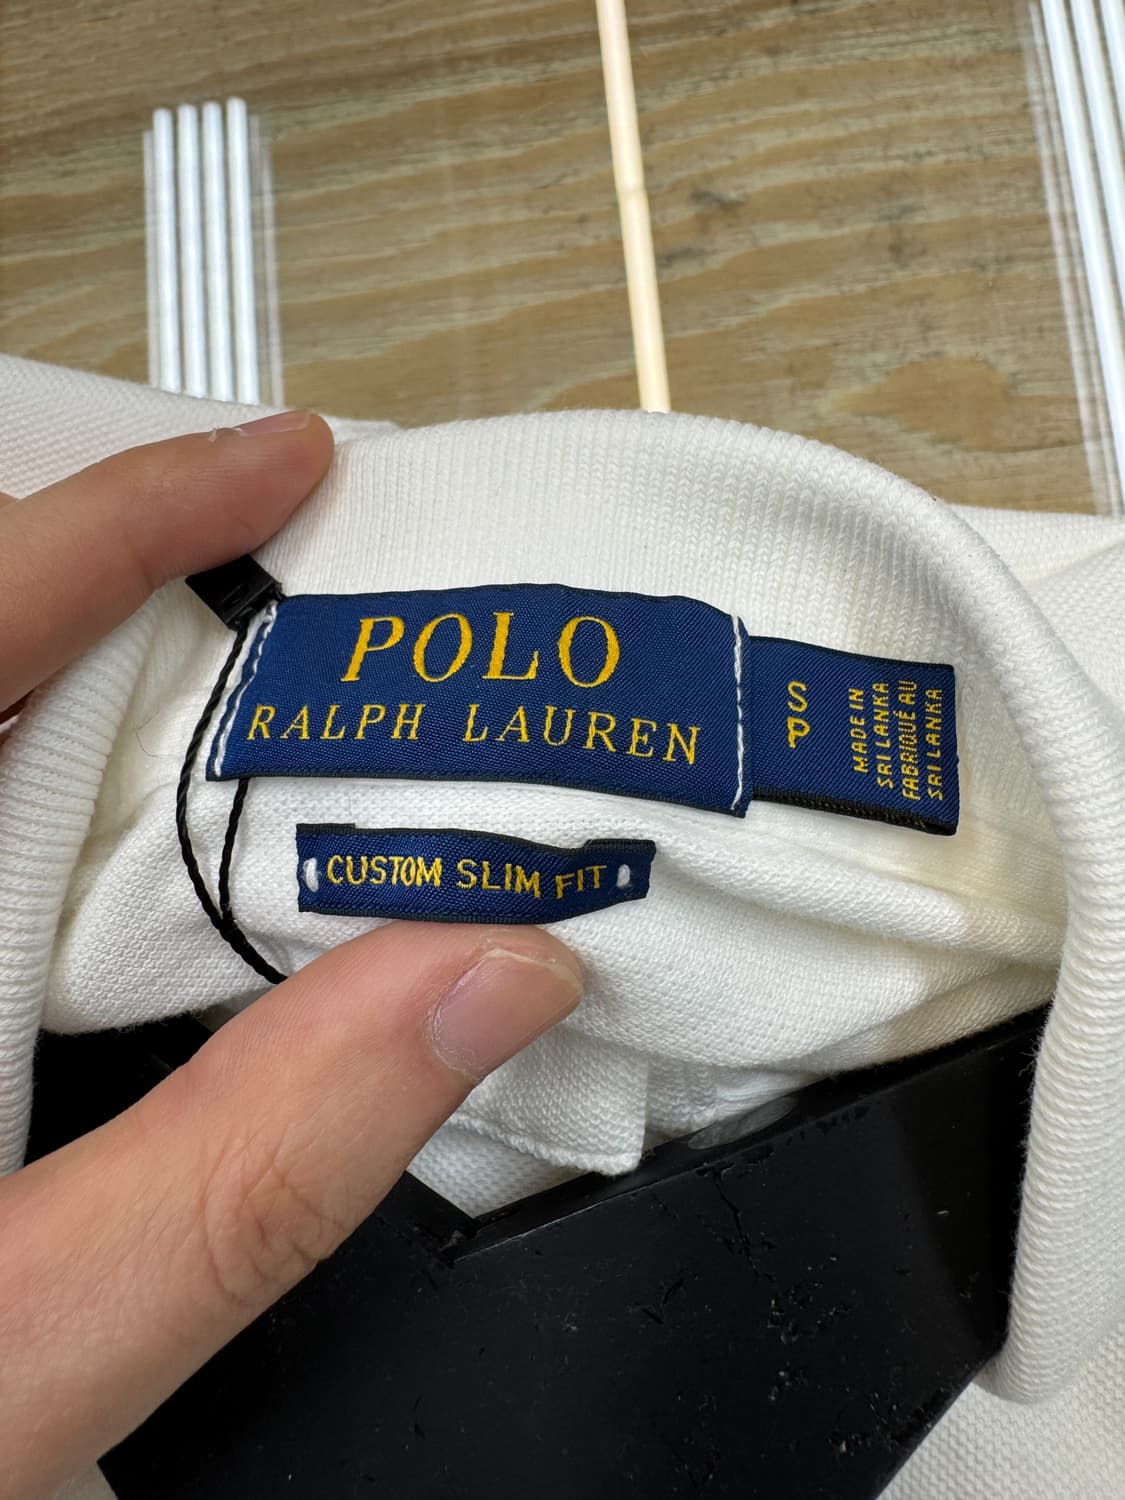 POLO
RALPH LAUREN
S
P
MADE IN
SRI LANKA
FABRIQUÉ AU
SRI LANKA
CUSTOM SLIM FIT